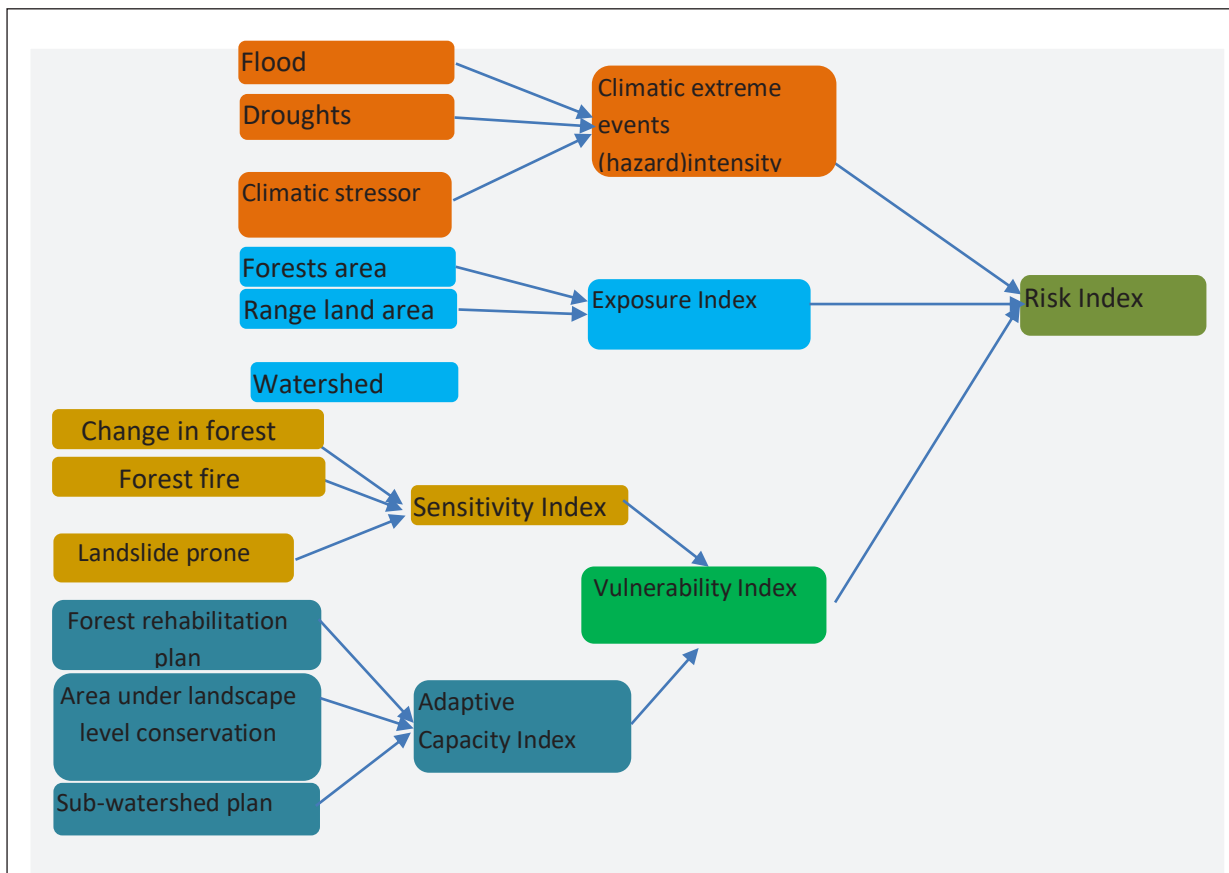 Flood
Droughts
Climatic stressor
Climatic extreme
events
(hazard)intensity
Forests area
Range land area
Watershed
Exposure Index
Risk Index
Change in forest
Forest fire
Landslide prone
Sensitivity Index
Vulnerability Index
Forest rehabilitation
plan
Area under landscape
level conservation
Sub-watershed plan
Adaptive
Capacity Index